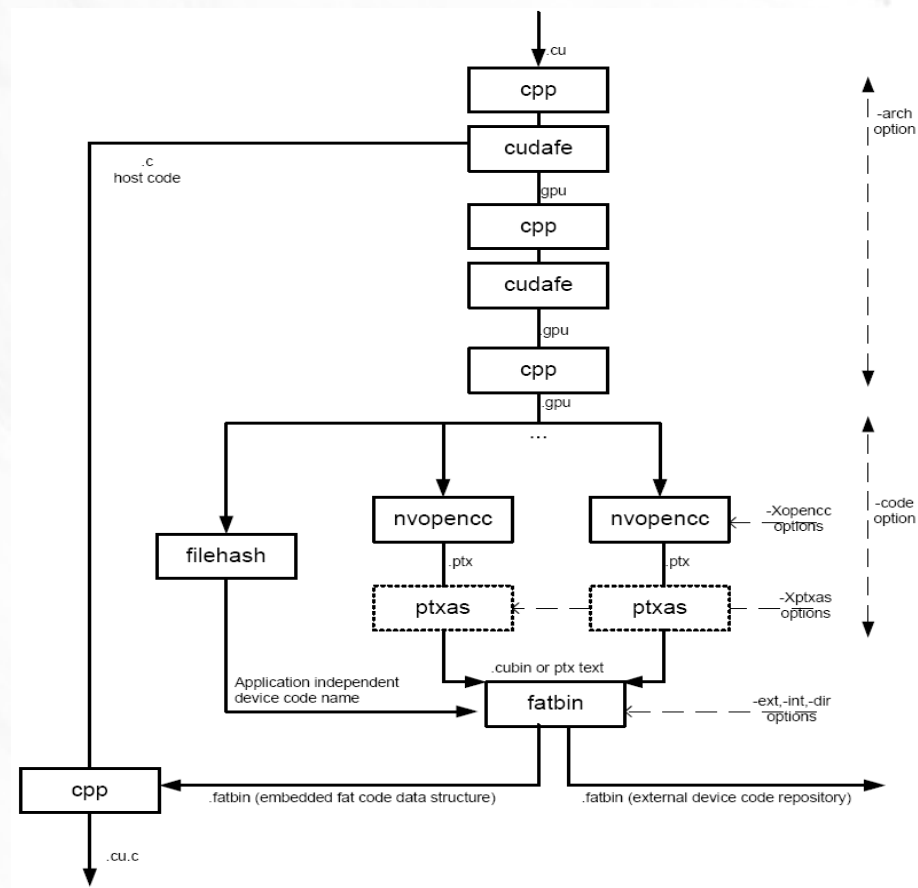 .cu
cpp
-arch
option
cudafe
.c
host code
gpu
cpp
cudafe
.gpu
cpp
.gpu
...
nvopencc
nvopencc
-Xopencc
options
-code
option
filehash
.ptx
.ptx
ptxas
ptxas
-Xptxas
options
.cubin or ptx text
Application independent
device code name
fatbin
-ext,-int,-dir
options
cpp
.fatbin (embedded fat code data structure)
.fatbin (external device code repository)
.cu.c